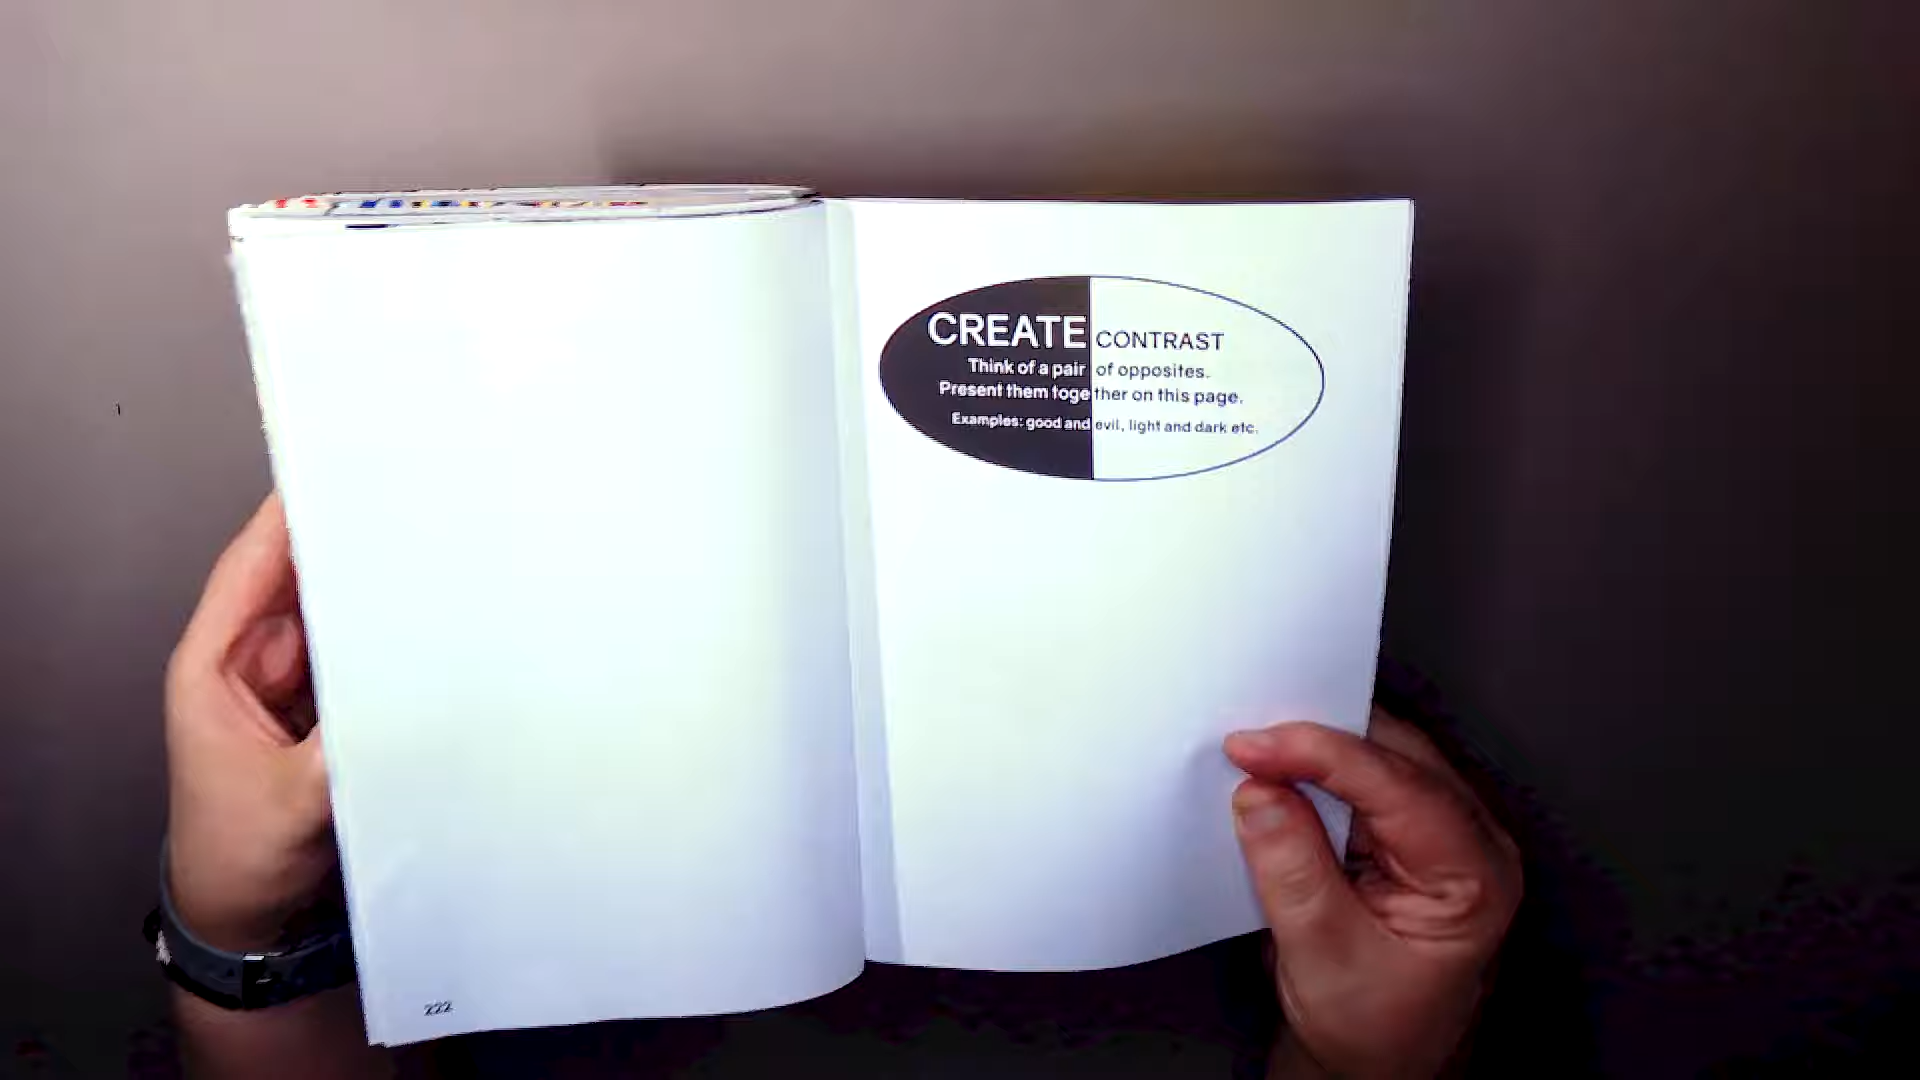 CREATE CONTRAST
Think of a pair of opposites.
Present them together on this page.
Examples: good and evil, light and dark etc.
222